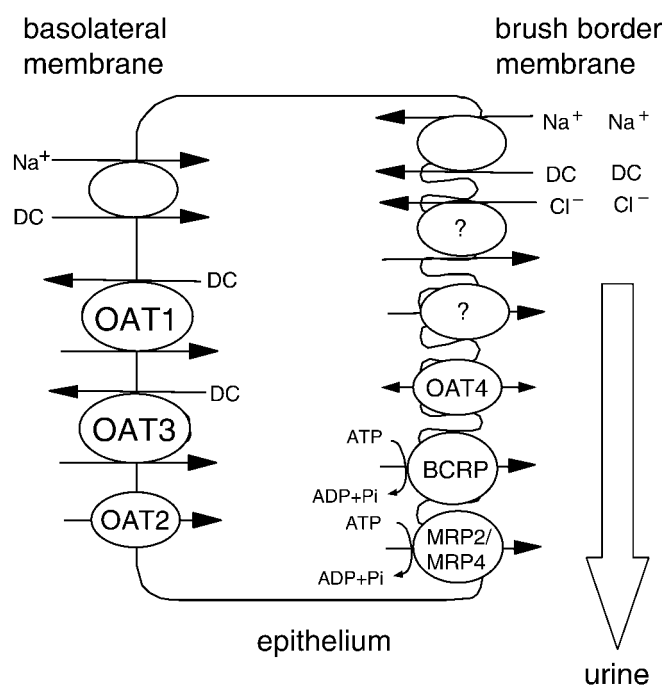 basolateral
membrane
brush border
membrane
Na+
DC
DC
OAT1
OAT3
DC
OAT2
Na+ Na+
DC DC
Cl− Cl−
?
?
OAT4
ATP
BCRP
ADP+Pi
ATP
MRP2/
MRP4
ADP+Pi
epithelium
urine